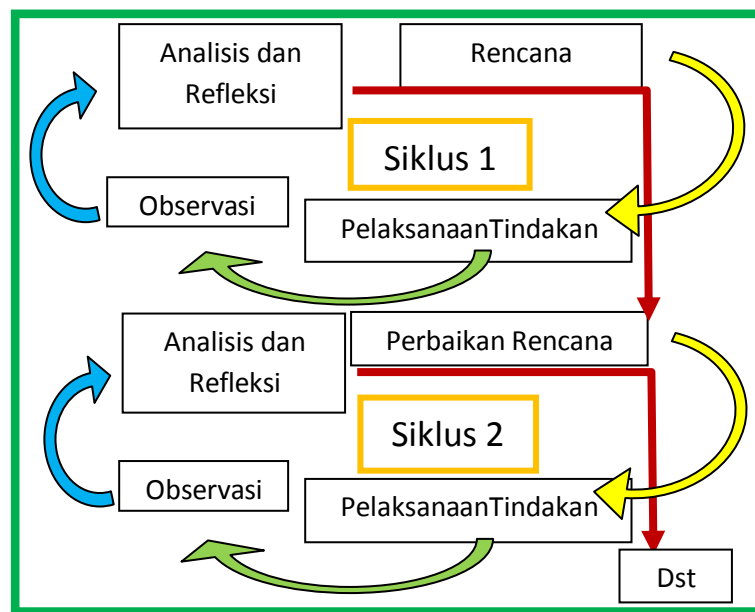 Analisis dan
Refleksi
Rencana
Siklus 1
Observasi
PelaksanaanTindakan
Analisis dan
Refleksi
Perbaikan Rencana
Siklus 2
Observasi
PelaksanaanTindakan
Dst